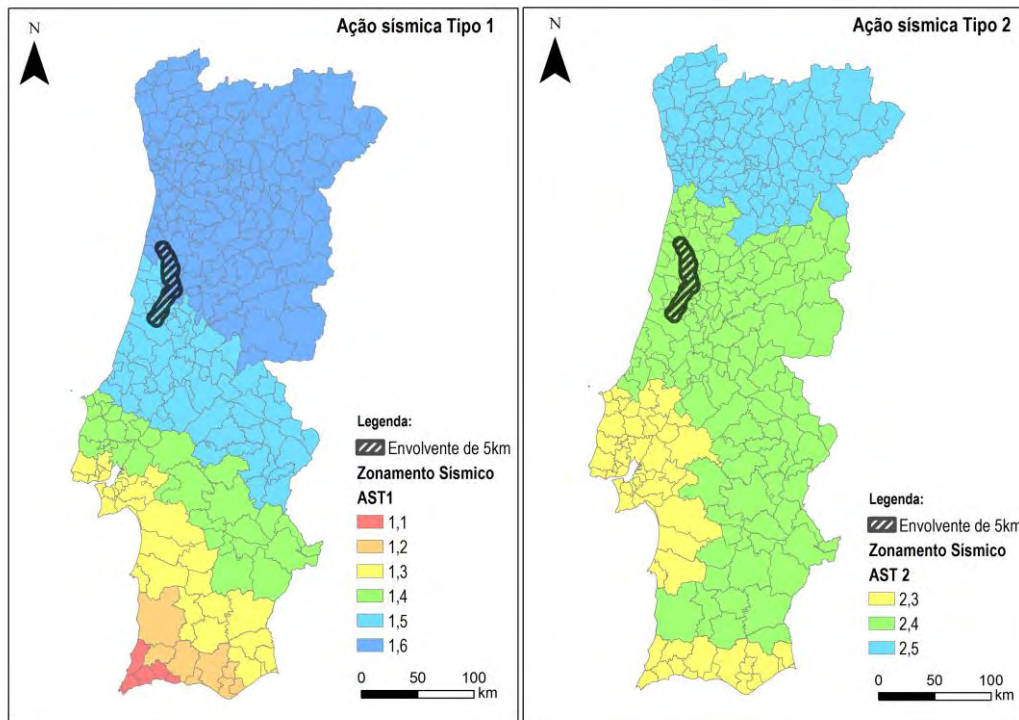 Ação sísmica Tipo 1
N
Legenda:
Envolvente de 5km
Zonamento Sísmico
AST1
1,1
1,2
1,3
1,4
1,5
1,6
0 50 100
km
Ação sísmica Tipo 2
N
Legenda:
Envolvente de 5km
Zonamento Sísmico
AST 2
2,3
2,4
2,5
0 50 100
km